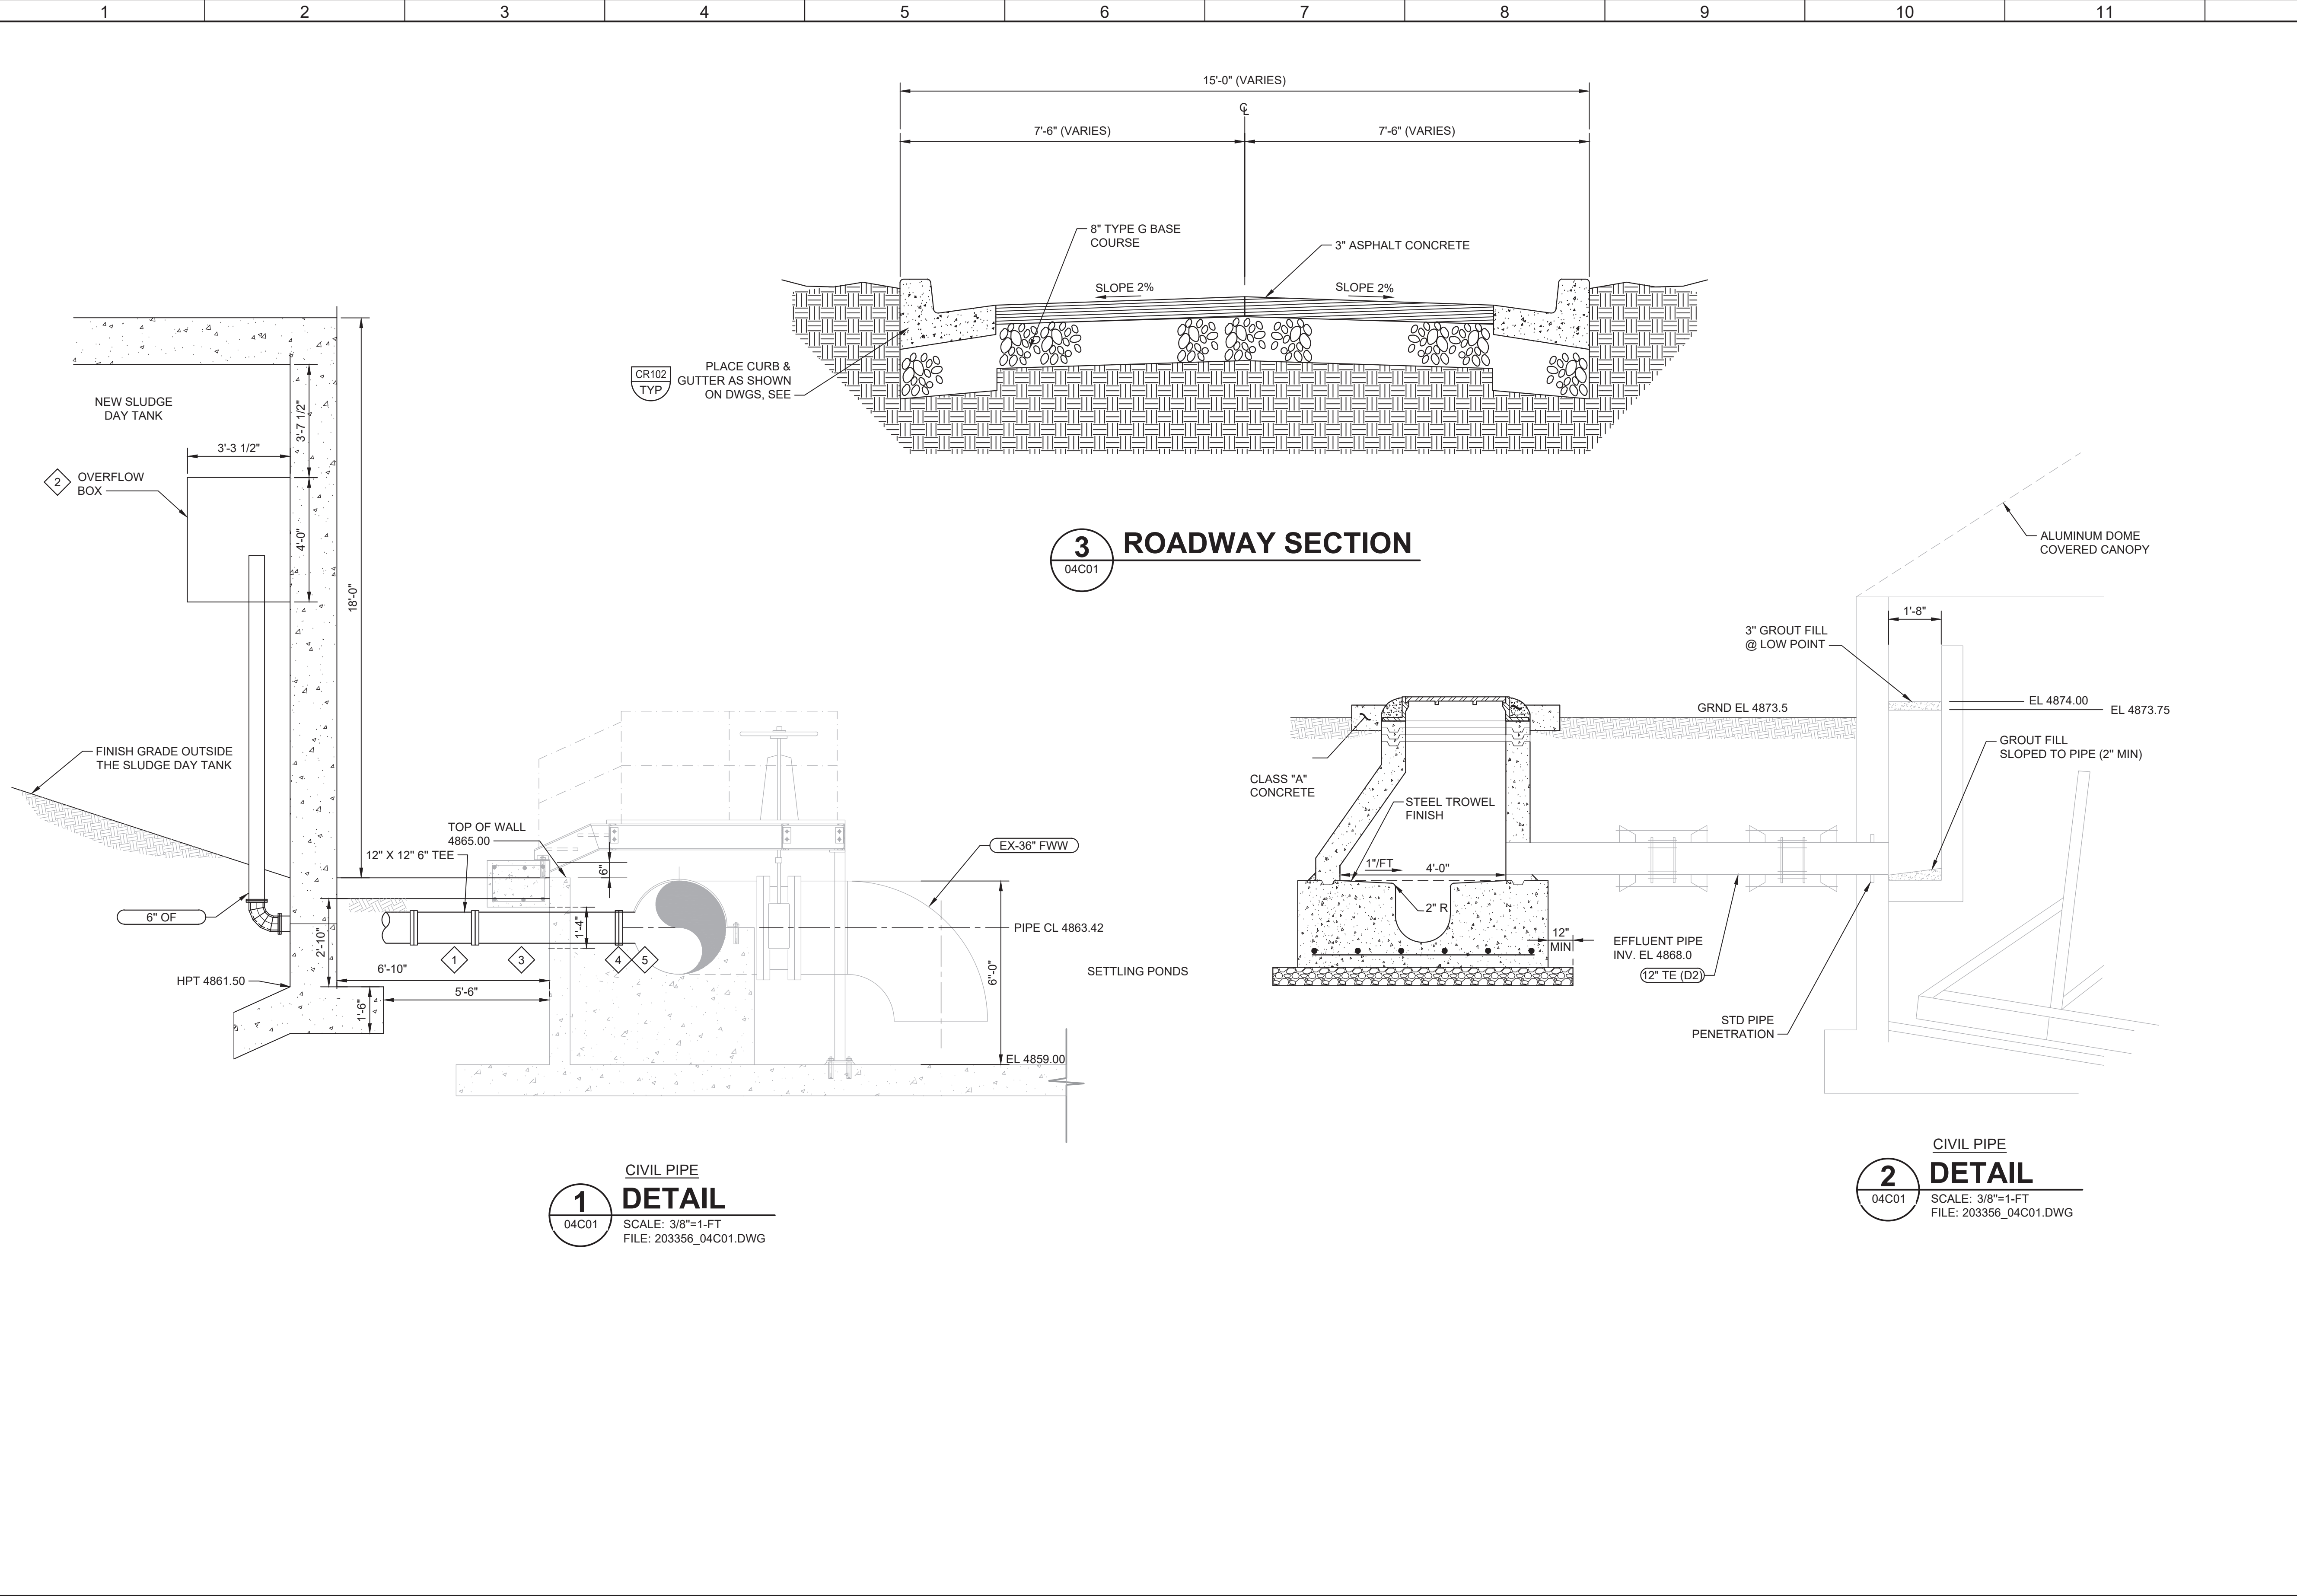 1 2 3 4 5 6 7 8 9 10 11
15'-0" (VARIES)
℄
7'-6" (VARIES)
7'-6" (VARIES)
8" TYPE G BASE
COURSE
3" ASPHALT CONCRETE
SLOPE 2%
SLOPE 2%
CR102
TYP
PLACE CURB &
GUTTER AS SHOWN
ON DWGS, SEE
3
04C01
ROADWAY SECTION
NEW SLUDGE
DAY TANK
3'-7 1/2"
3'-3 1/2"
2
OVERFLOW
BOX
4'-0"
18'-0"
FINISH GRADE OUTSIDE
THE SLUDGE DAY TANK
TOP OF WALL
4865.00
12" X 12" 6" TEE
6"
EX-36" FWW
6" OF
1'-4"
2'-10"
PIPE CL 4863.42
1
3
4
5
6'-10"
HPT 4861.50
5'-6"
1'-6"
6'-0"
EL 4859.00
SETTLING PONDS
CIVIL PIPE
1
04C01
DETAIL
SCALE: 3/8"=1-FT
FILE: 203356_04C01.DWG
ALUMINUM DOME
COVERED CANOPY
1'-8"
3" GROUT FILL
@ LOW POINT
GRND EL 4873.5
EL 4874.00
EL 4873.75
GROUT FILL
SLOPED TO PIPE (2" MIN)
CLASS "A"
CONCRETE
STEEL TROWEL
FINISH
1"/FT
4'-0"
2" R
12"
MIN
EFFLUENT PIPE
INV. EL 4868.0
12" TE (D2)
STD PIPE
PENETRATION
CIVIL PIPE
2
04C01
DETAIL
SCALE: 3/8"=1-FT
FILE: 203356_04C01.DWG